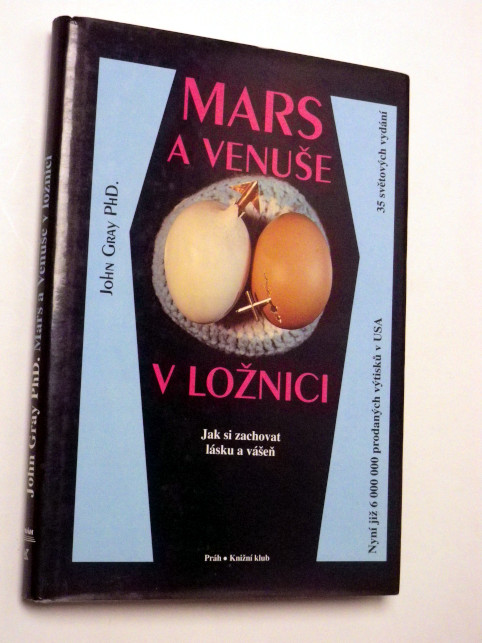 MARS
A VENUŠE
V LOŽNICI
Jak si zachovat
lásku a vášeň
Práh • Knižní klub
JOHN GRAY PHD.
35 světových vydání
Nyní již 6 000 000 prodaných výtisků v USA
John Gray PhD. Mars a Venuše v ložnici